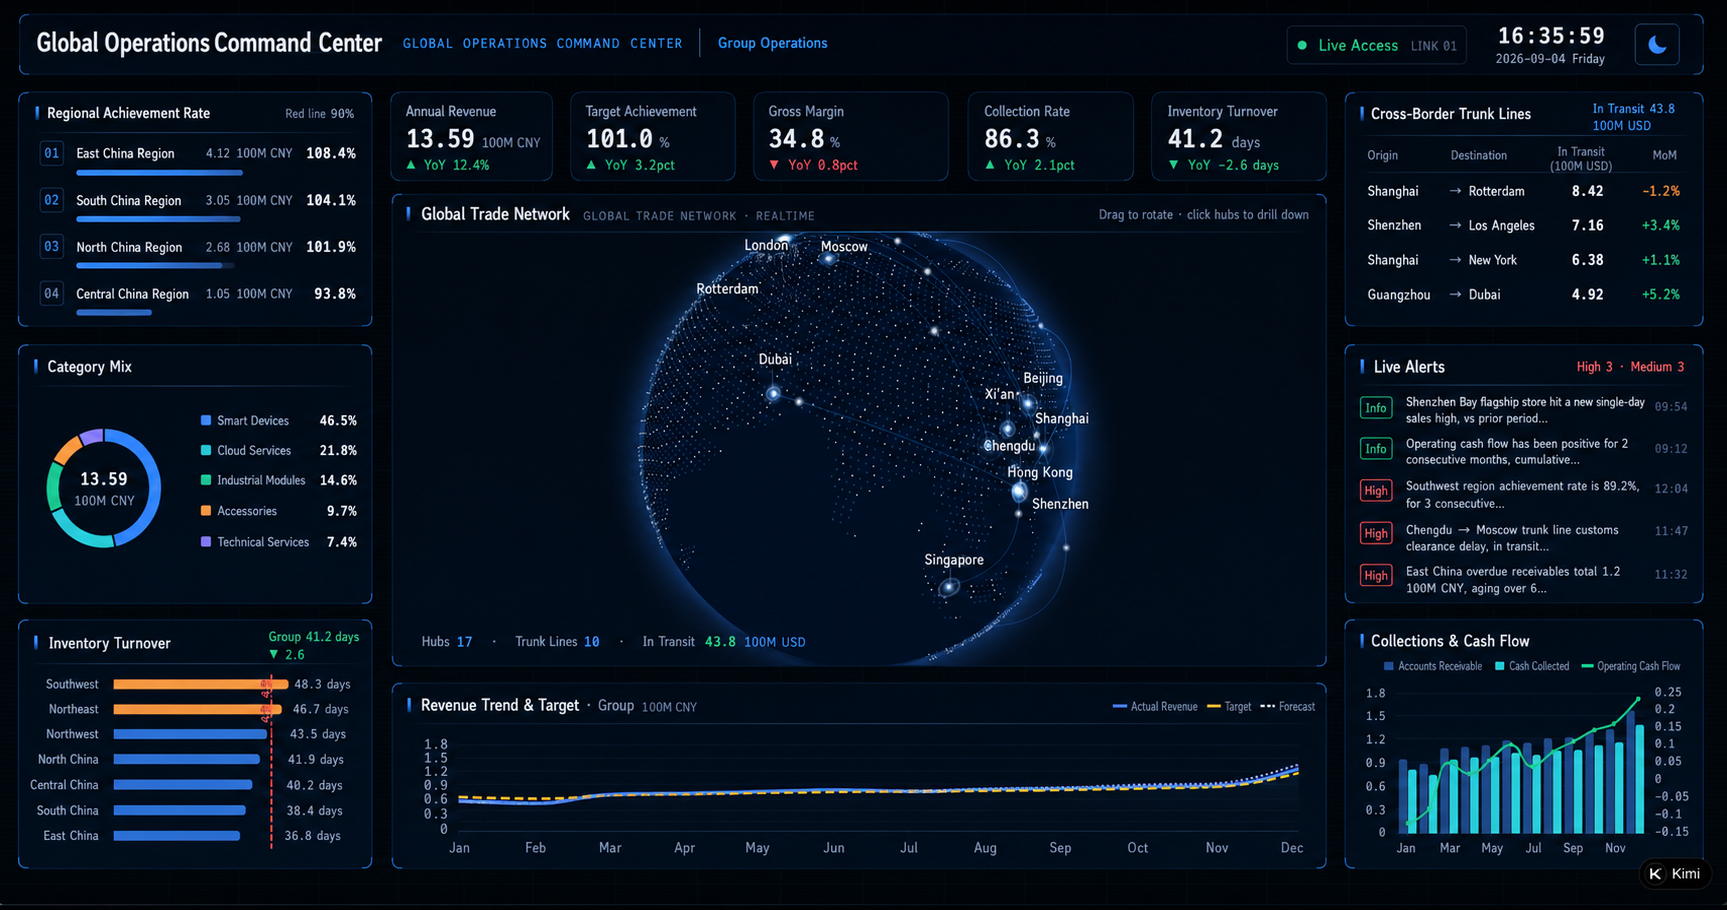 Global Operations Command Center
GLOBAL OPERATIONS COMMAND CENTER
Group Operations
Live Access LINK 01
16:35:59
2026-09-04 Friday
Regional Achievement Rate
Red line 90%
01 East China Region 4.12 100M CNY 108.4%
02 South China Region 3.05 100M CNY 104.1%
03 North China Region 2.68 100M CNY 101.9%
04 Central China Region 1.05 100M CNY 93.8%
Category Mix
13.59
100M CNY
Smart Devices 46.5%
Cloud Services 21.8%
Industrial Modules 14.6%
Accessories 9.7%
Technical Services 7.4%
Inventory Turnover
Group 41.2 days
▼ 2.6
Southwest 48.3 days
Northeast 46.7 days
Northwest 43.5 days
North China 41.9 days
Central China 40.2 days
South China 38.4 days
East China 36.8 days
Annual Revenue
13.59 100M CNY
▲ YoY 12.4%
Target Achievement
101.0 %
▲ YoY 3.2pct
Gross Margin
34.8 %
▼ YoY 0.8pct
Collection Rate
86.3 %
▲ YoY 2.1pct
Inventory Turnover
41.2 days
▼ YoY -2.6 days
Global Trade Network
GLOBAL TRADE NETWORK · REALTIME
Drag to rotate · click hubs to drill down
London
Moscow
Rotterdam
Dubai
Beijing
Xi'an
Shanghai
Chengdu
Hong Kong
Shenzhen
Singapore
Hubs 17 · Trunk Lines 10 · In Transit 43.8 100M USD
Revenue Trend & Target · Group 100M CNY
Actual Revenue Target Forecast
1.8
1.5
1.2
0.9
0.6
0.3
0
Jan Feb Mar Apr May Jun Jul Aug Sep Oct Nov Dec
Cross-Border Trunk Lines
In Transit 43.8
100M USD
Origin Destination In Transit (100M USD) MoM
Shanghai → Rotterdam 8.42 -1.2%
Shenzhen → Los Angeles 7.16 +3.4%
Shanghai → New York 6.38 +1.1%
Guangzhou → Dubai 4.92 +5.2%
Live Alerts
High 3 · Medium 3
Info Shenzhen Bay flagship store hit a new single-day 09:54
sales high, vs prior period...
Info Operating cash flow has been positive for 2 09:12
consecutive months, cumulative...
High Southwest region achievement rate is 89.2%, 12:04
for 3 consecutive...
High Chengdu → Moscow trunk line customs 11:47
clearance delay, in transit...
High East China overdue receivables total 1.2 11:32
100M CNY, aging over 6...
Collections & Cash Flow
Accounts Receivable Cash Collected Operating Cash Flow
1.8
1.5
1.2
0.9
0.6
0.3
0
0.25
0.2
0.15
0.1
0.05
0
-0.05
-0.1
-0.15
Jan Mar May Jul Sep Nov
K Kimi